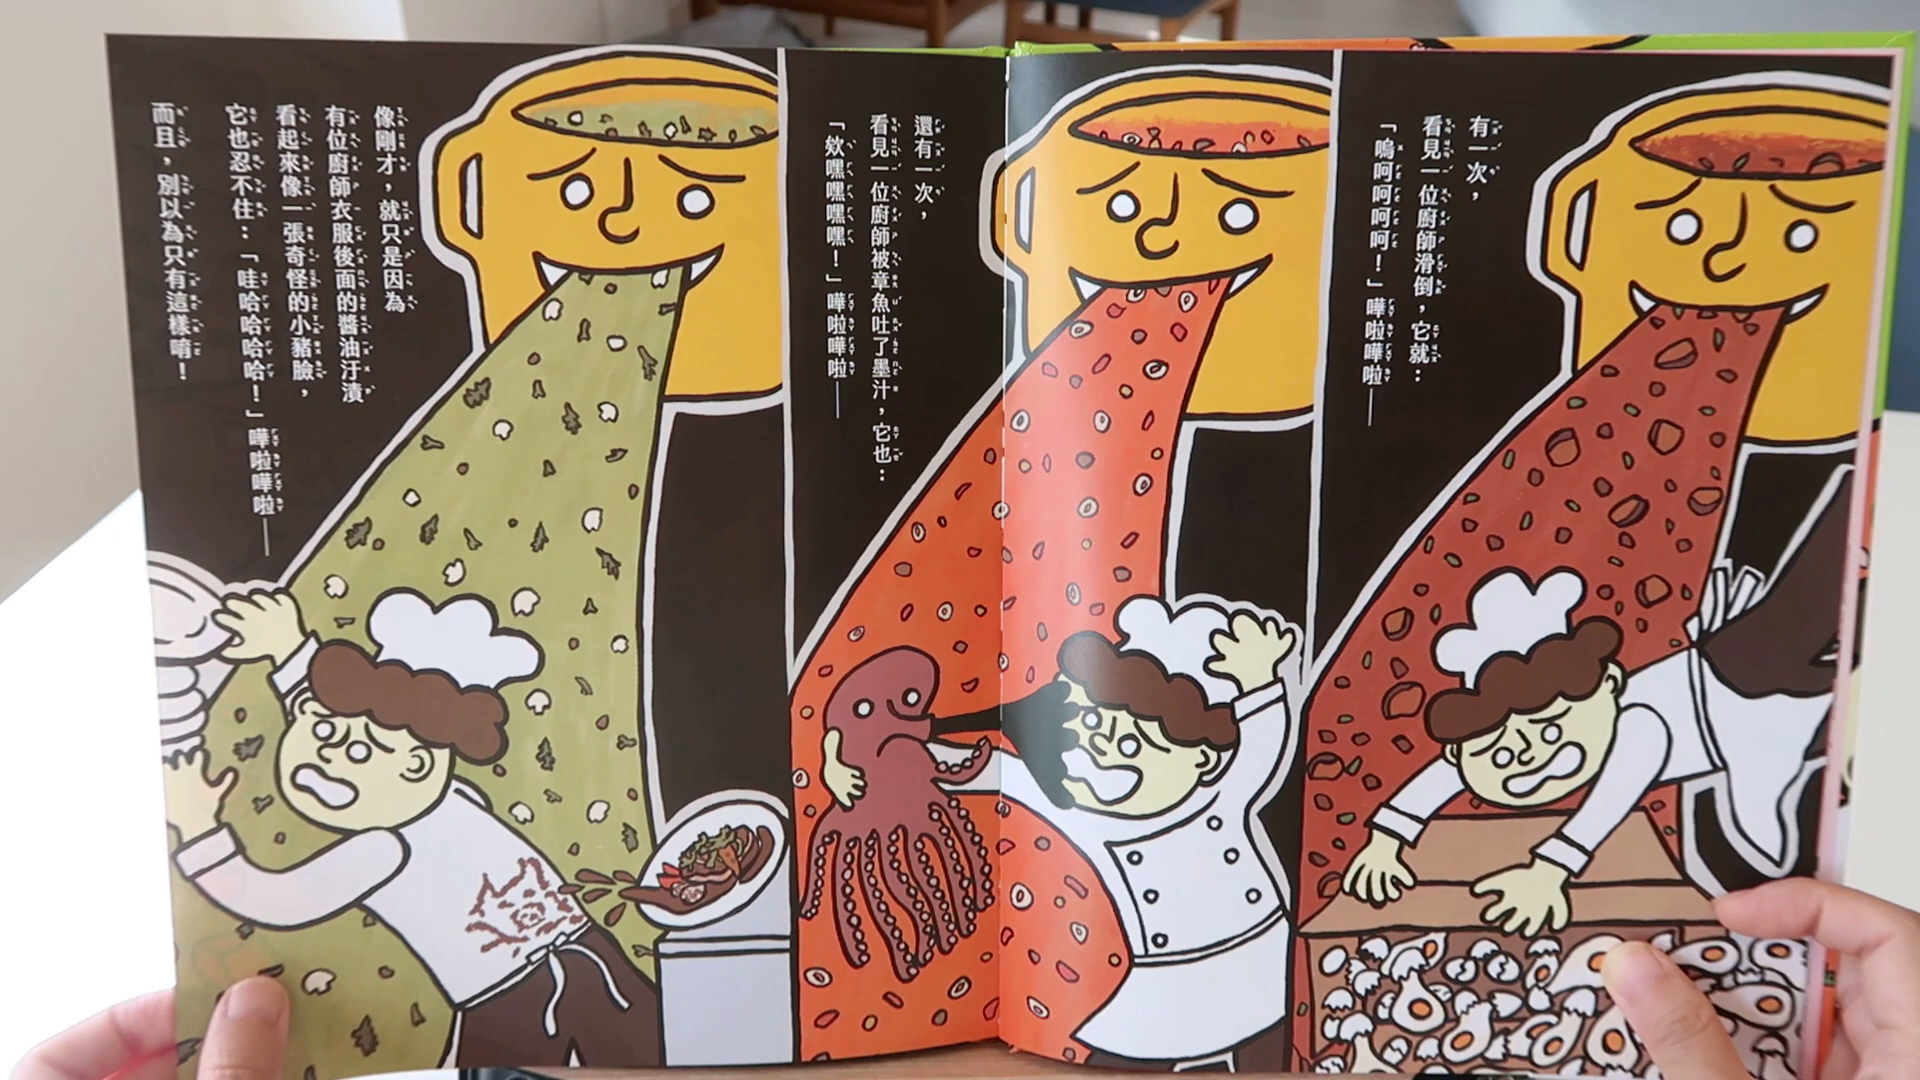 有一次，
看見一位廚師滑倒，它就：
「嗚呵呵呵呵！」嘩啦嘩啦——
還有一次，
看見一位廚師被章魚吐了墨汁，它也：
「欸嘿嘿嘿嘿！」嘩啦嘩啦——
像剛才，就只是因為
有位廚師衣服後面的醬油汙漬
看起來像一張奇怪的小豬臉，
它也忍不住：「哇哈哈哈哈！」嘩啦嘩啦——
而且，別以為只有這樣唷！